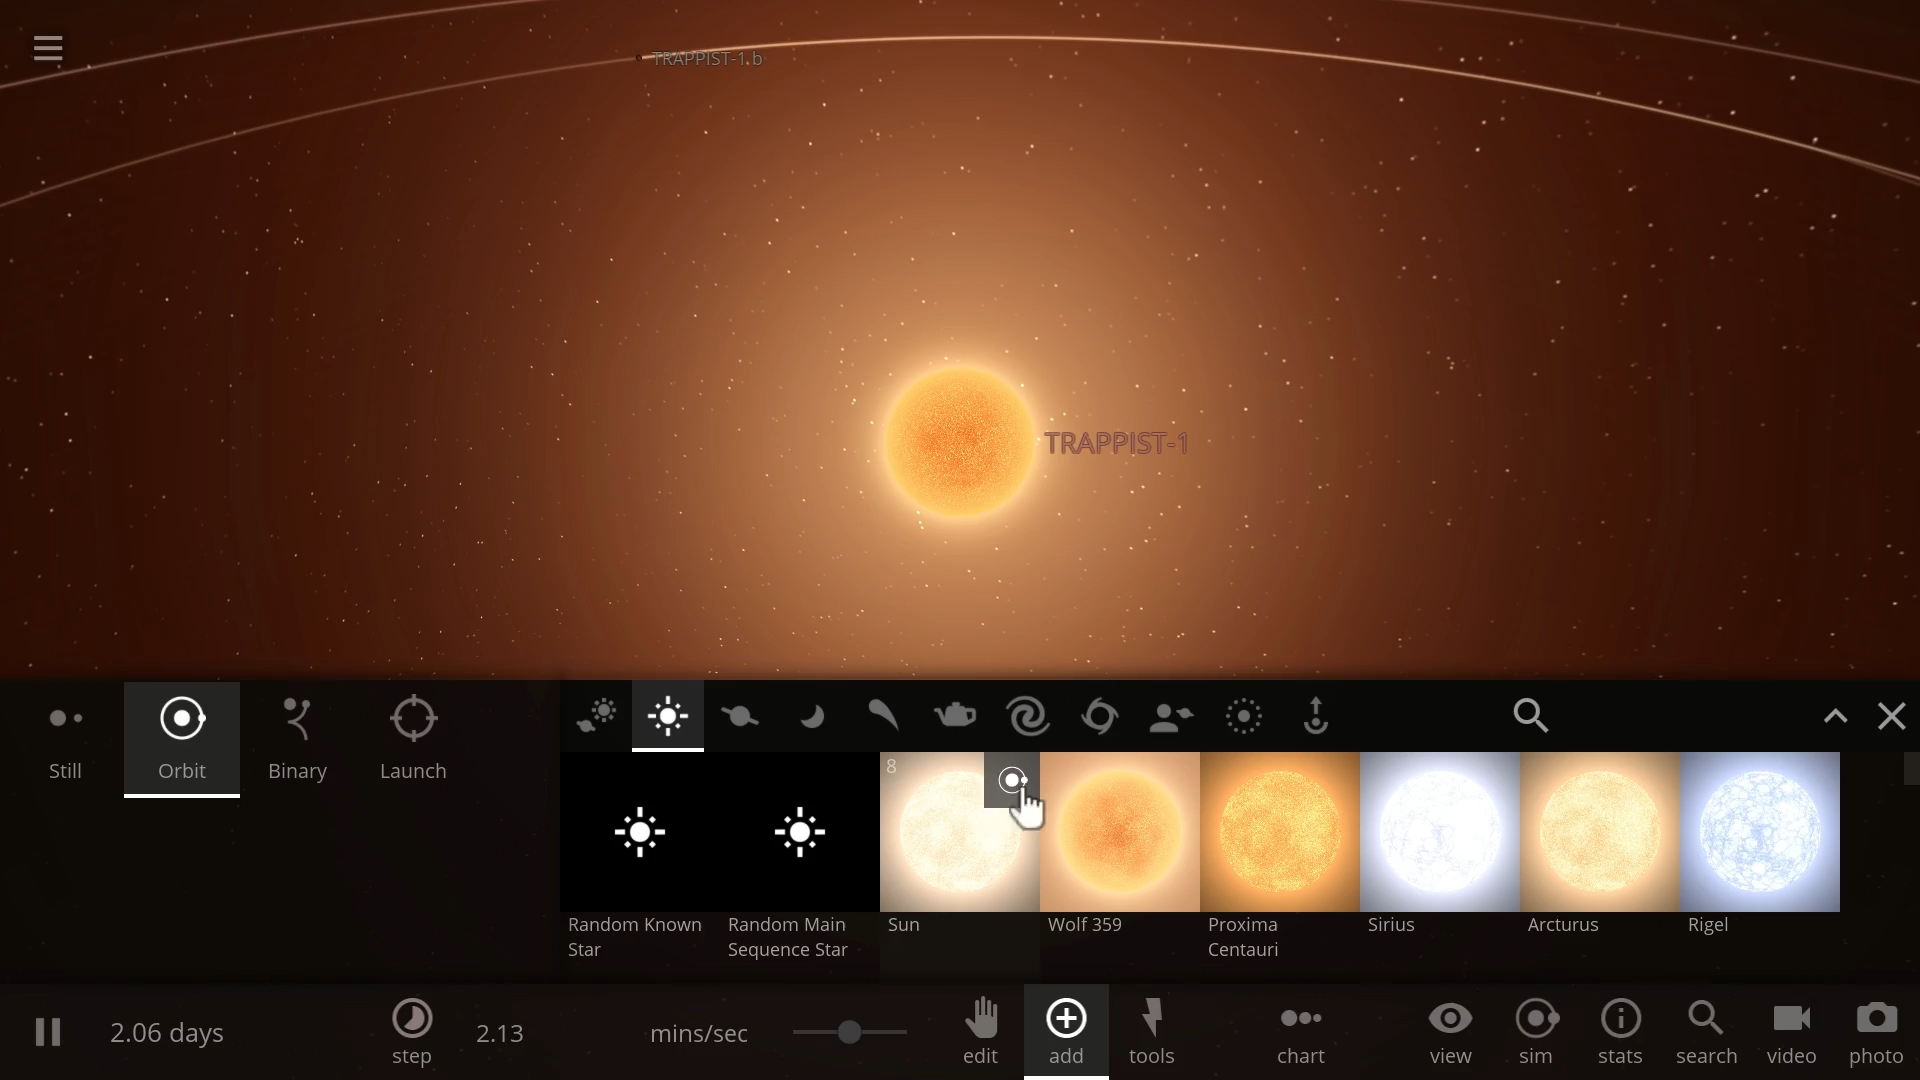 TRAPPIST-1 b
TRAPPIST-1
Still
Orbit
Binary
Launch
8
Random Known
Star
Random Main
Sequence Star
Sun
Wolf 359
Proxima
Centauri
Sirius
Arcturus
Rigel
2.06 days
step
2.13
mins/sec
edit
add
tools
chart
view
sim
stats
search
video
photo